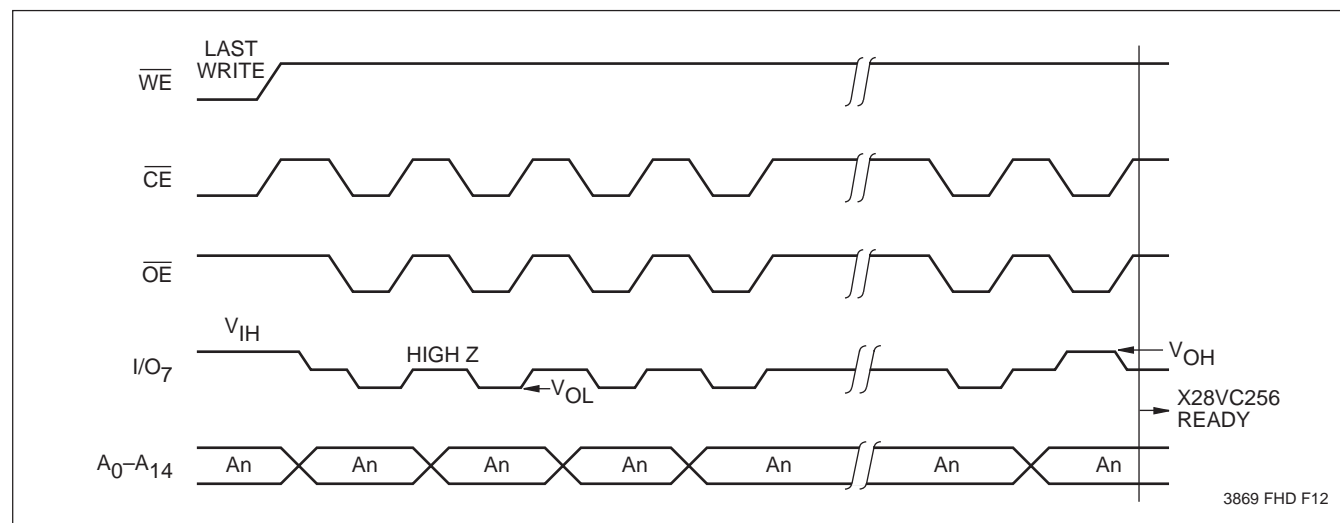 LAST
WRITE
WE
CE
OE
VIH
I/O7
HIGH Z
VOL
VOH
X28VC256
READY
A0–A14
An An An An An An An
3869 FHD F12